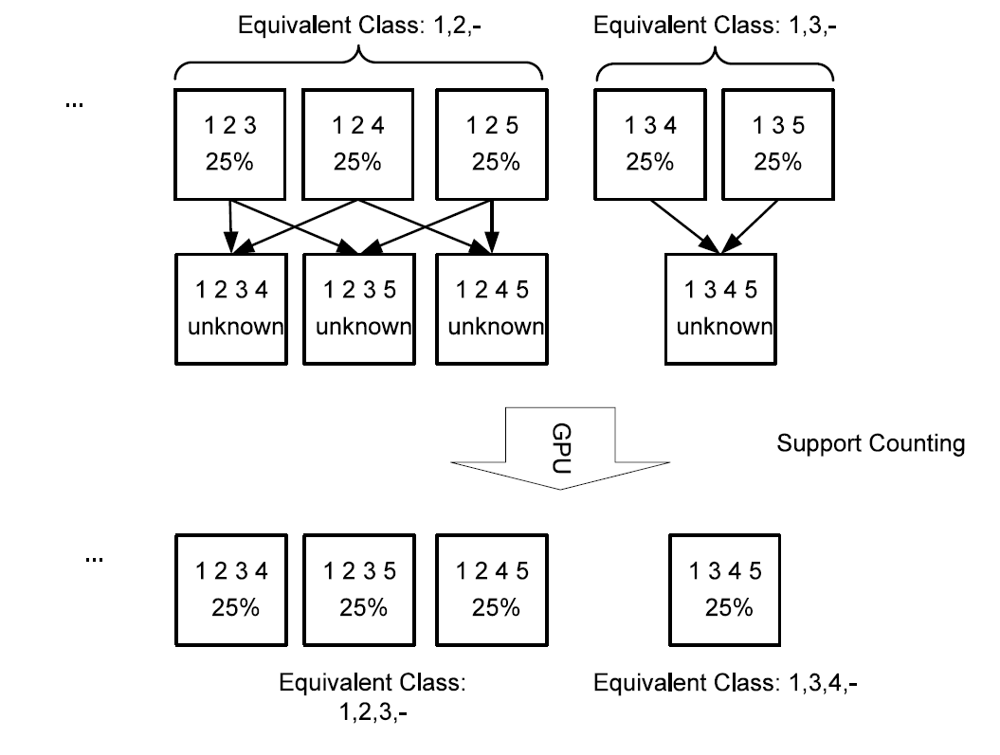 Equivalent Class: 1,2,-
Equivalent Class: 1,3,-
...
1 2 3
25%
1 2 4
25%
1 2 5
25%
1 3 4
25%
1 3 5
25%
1 2 3 4
unknown
1 2 3 5
unknown
1 2 4 5
unknown
1 3 4 5
unknown
GPU
Support Counting
...
1 2 3 4
25%
1 2 3 5
25%
1 2 4 5
25%
1 3 4 5
25%
Equivalent Class:
1,2,3,-
Equivalent Class: 1,3,4,-